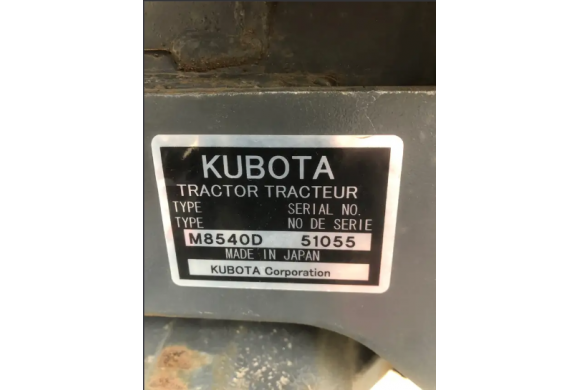 KUBOTA
TRACTOR TRACTEUR
TYPE SERIAL NO.
TYPE NO DE SERIE
M8540D 51055
MADE IN JAPAN
KUBOTA Corporation